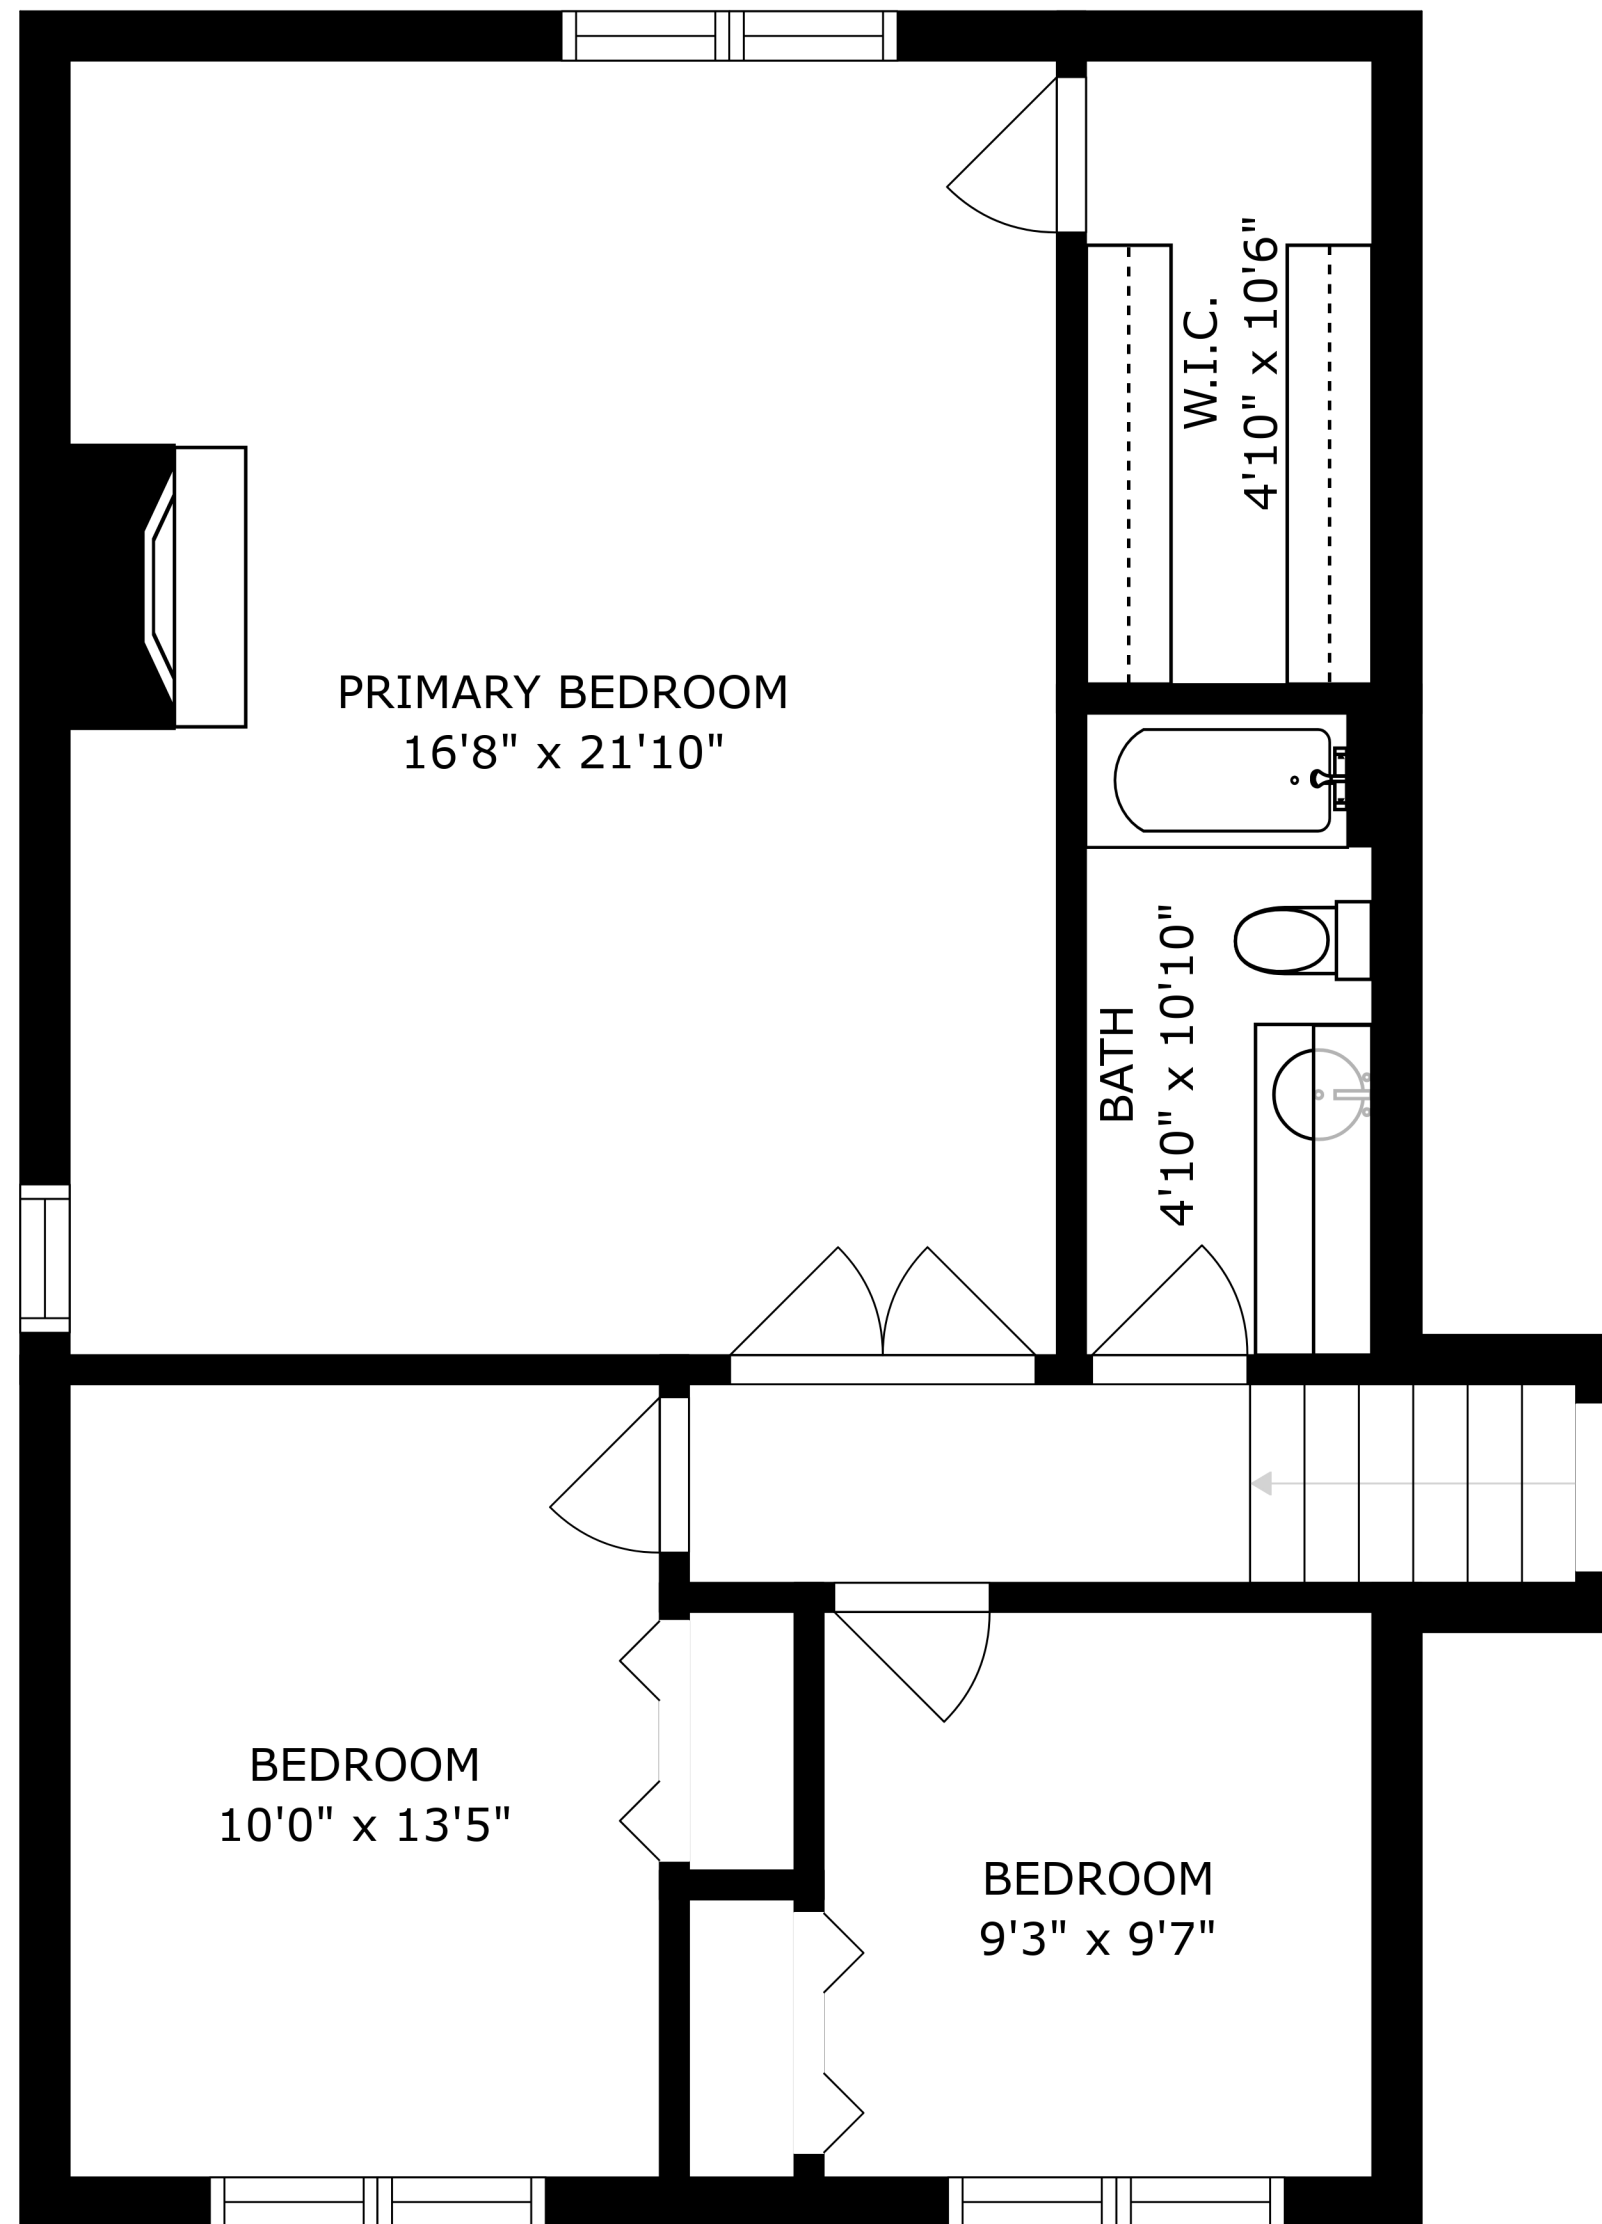 W.I.C.
4'10" x 10'6"
PRIMARY BEDROOM
16'8" x 21'10"
BATH
4'10" x 10'10"
BEDROOM
10'0" x 13'5"
BEDROOM
9'3" x 9'7"